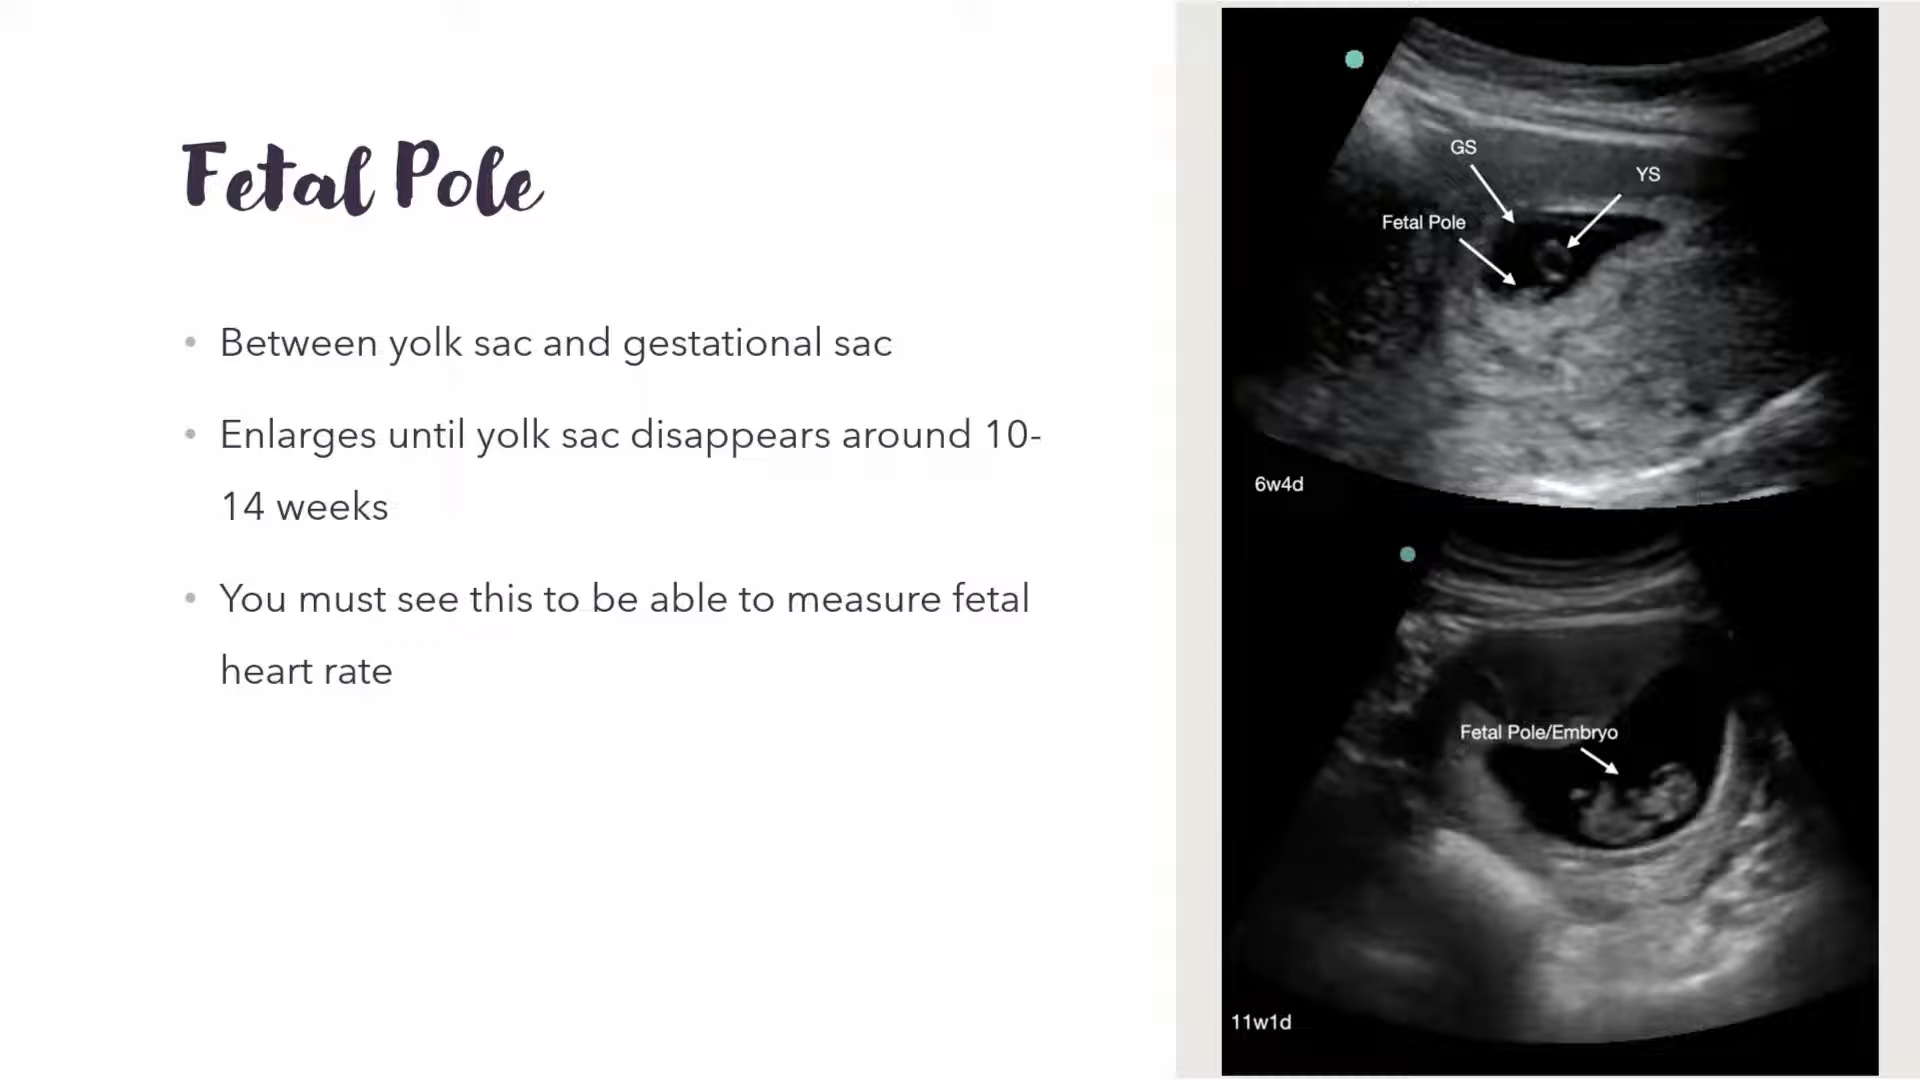 Fetal Pole
• Between yolk sac and gestational sac
• Enlarges until yolk sac disappears around 10-
14 weeks
• You must see this to be able to measure fetal
heart rate
GS
YS
Fetal Pole
6w4d
Fetal Pole/Embryo
11w1d